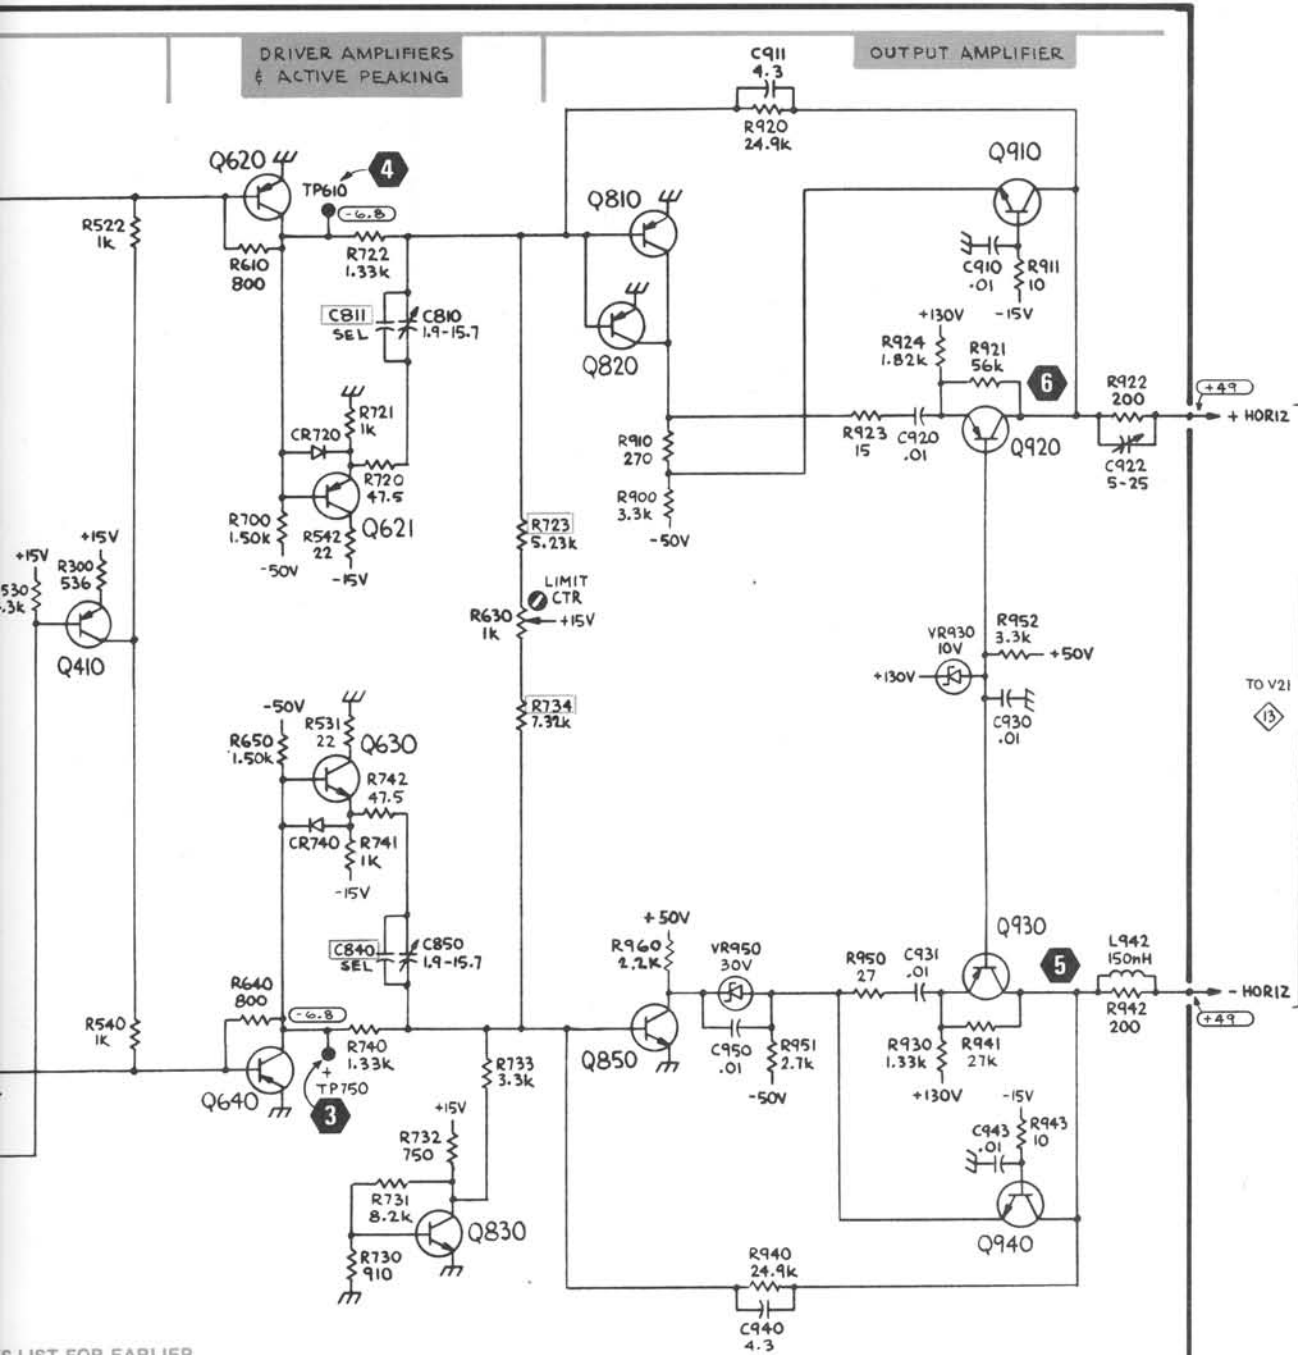 DRIVER AMPLIFIERS
& ACTIVE PEAKING
OUTPUT AMPLIFIER
C911
4.3
R920
24.9k
Q620
4
TP610
-6.8
Q810
Q910
R522
1k
R610
800
R722
1.33k
C910
.01
R911
10
-15V
C811
SEL
C810
1.9-15.7
Q820
+130V
R924
1.82k
R921
56k
6
R922
200
+49
+ HORIZ
R721
1k
CR720
R720
47.5
Q621
R910
270
R923
15
C920
.01
Q920
C922
5-25
R700
1.50k
-50V
R542
22
-15V
R900
3.3k
-50V
R723
5.23k
+15V
+15V
R300
536
530
.3k
Q410
LIMIT
CTR
R630
1k
+15V
VR930
10V
R952
3.3k
+50V
+130V
C930
.01
TO V21
13
-50V
R531
22
Q630
R650
1.50k
R734
7.32k
R742
47.5
CR740
R741
1K
-15V
+50V
R960
2.2K
VR950
30V
Q930
C840
SEL
C850
1.9-15.7
R950
27
C931
.01
5
L942
150nH
- HORIZ
R942
200
+49
R640
800
-6.8
R540
1K
R740
1.33k
+
TP750
3
Q640
R733
3.3k
Q850
C950
.01
R951
2.7k
-50V
R930
1.33k
+130V
R941
27k
-15V
C943
.01
R943
10
+15V
R732
750
R731
8.2k
Q830
R730
910
Q940
R940
24.9k
C940
4.3
LIST FOR EARLIER